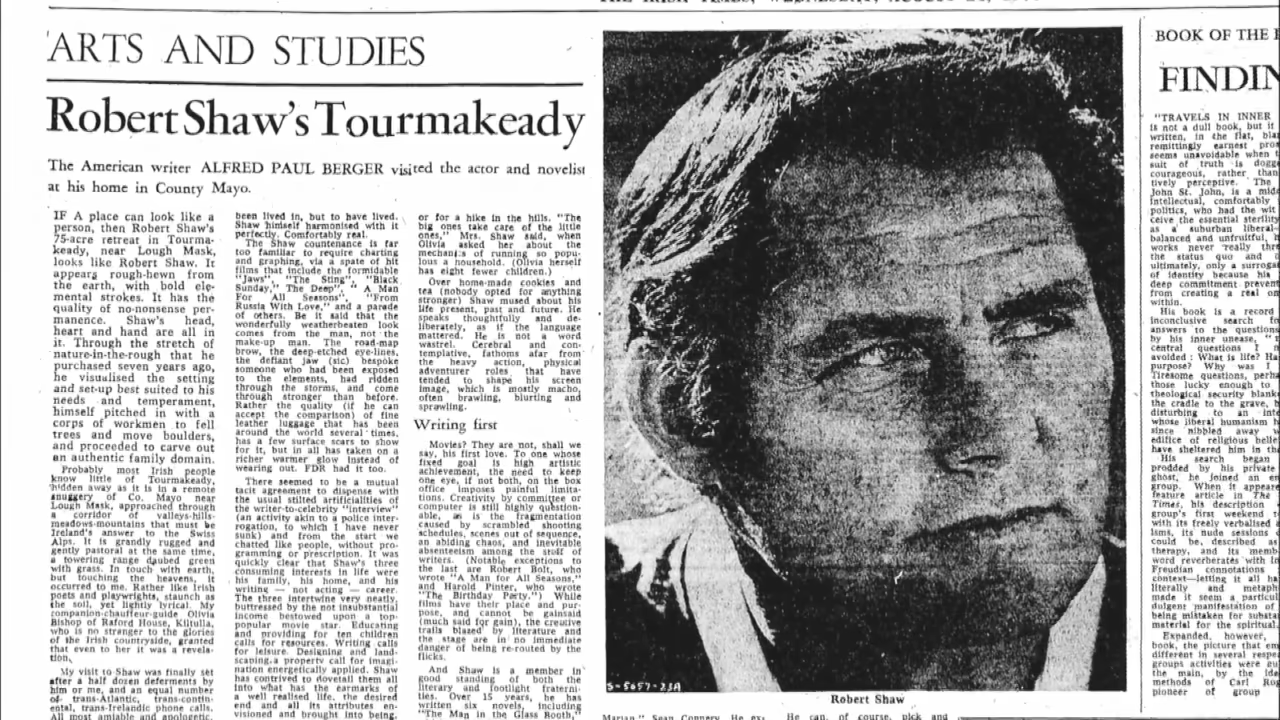 ARTS AND STUDIES
Robert Shaw's Tourmakeady
The American writer ALFRED PAUL BERGER visited the actor and novelist
at his home in County Mayo.
IF A place can look like a
person, then Robert Shaw's
75-acre retreat in Tourma-
keady, near Lough Mask,
looks like Robert Shaw. It
appears rough-hewn from
the earth, with bold ele-
mental strokes. It has the
quality of no-nonsense per-
manence. Shaw's head,
heart and hand are all in
it. Through the stretch of
nature-in-the-rough that he
purchased seven years ago,
he visualised the setting
and set-up best suited to his
needs and temperament,
himself pitched in with a
corps of workmen to fell
trees and move boulders,
and proceeded to carve out
an authentic family domain.
Probably most Irish people
know little of Tourmakeady,
hidden away as it is in a remote
snuggery of Co. Mayo near
Lough Mask, approached through
a corridor of valleys-hills-
meadows-mountains that must be
Ireland's answer to the Swiss
Alps. It is grandly rugged and
gently pastoral at the same time,
a towering range daubed green
with grass. In touch with earth,
but touching the heavens, it
occurred to me. Rather like Irish
poets and playwrights, staunch as
the soil, yet lightly lyrical. My
companion-chauffeur-guide Olivia
Bishop of Raford House, Kiltulla,
who is no stranger to the glories
of the Irish countryside, granted
that even to her it was a revela-
tion.
My visit to Shaw was finally set
after a half dozen deferments by
him or me, and an equal number
of trans-Atlantic, trans-conti-
ental, trans-Irelandic phone calls.
All most amiable and apologetic,
been lived in, but to have lived.
Shaw himself harmonised with it
perfectly. Comfortably real.
The Shaw countenance is far
too familiar to require charting
and graphing, via a spate of hit
films that include the formidable
"Jaws", "The Sting", "Black
Sunday," The Deep", "A Man
For All Seasons", "From
Russia With Love," and a parade
of others. Be it said that the
wonderfully weatherbeaten look
comes from the man, not the
make-up man. The road-map
brow, the deep-etched eye-lines,
the defiant jaw (sic) bespoke
someone who had been exposed
to the elements, had ridden
through the storms, and come
through stronger than before.
Rather the quality (if he can
accept the comparison) of fine
leather luggage that has been
around the world several times,
has a few surface scars to show
for it, but in all has taken on a
richer warmer glow instead of
wearing out. FDR had it too.
There seemed to be a mutual
tacit agreement to dispense with
the usual stilted artificialities of
the writer-to-celebrity "interview"
(an activity akin to a police inter-
rogation, to which I have never
sunk) and from the start we
chatted like people, without pro-
gramming or prescription. It was
quickly clear that Shaw's three
consuming interests in life were
his family, his home, and his
writing — not acting — career.
The three intertwine very neatly,
buttressed by the not insubstantial
income bestowed upon a top-
popular movie star. Educating
and providing for ten children
calls for resources. Writing calls
for leisure. Designing and land-
scaping a property call for imagi-
nation energetically applied. Shaw
has contrived to dovetail them all
into what has the earmarks of
a well realised life, the desired
end and all its attributes en-
visioned and brought into being.
or for a hike in the hills. "The
big ones take care of the little
ones," Mrs. Shaw said, when
Olivia asked her about the
mechanics of running so popu-
lous a household. (Olivia herself
has eight fewer children.)
Over home-made cookies and
tea (nobody opted for anything
stronger) Shaw mused about his
life present, past and future. He
speaks thoughtfully and de-
liberately, as if the language
mattered. He is not a word
wastrel. Cerebral and con-
templative, fathoms afar from
the heavy action, physical
adventurer roles that have
tended to shape his screen
image, which is mostly macho,
often brawling, blurting and
sprawling.
Writing first
Movies? They are not, shall we
say, his first love. To one whose
fixed goal is high artistic
achievement, the need to keep
one eye, if not both, on the box
office imposes painful limita-
tions. Creativity by committee or
computer is still highly question-
able, as is the fragmentation
caused by scrambled shooting
schedules, scenes out of sequence,
an abiding chaos, and inevitable
absenteeism among the stuff of
writers. (Notable exceptions to
the last are Robert Bolt, who
wrote "A Man for All Seasons,"
and Harold Pinter, who wrote
"The Birthday Party.") While
films have their place and pur-
pose, and cannot be gainsaid
(much said for gain), the creative
trails blazed by literature and
the stage are in no immediate
danger of being re-routed by the
flicks.
And Shaw is a member in
good standing of both the
literary and footlight fraterni-
ties. Over 15 years, he has
written six novels, including
"The Man in the Glass Booth,"
S-5057-23A
Robert Shaw
Marian," Sean Connery. He ex-
He can, of course, pick and
BOOK OF THE
FINDIN
"TRAVELS IN INNER
is not a dull book, but if
written, in the flat,
remittingly earnest
seems unavoidable when
suit of truth is
courageous, rather than
tively perceptive. The
John St. John, is a
intellectual, comfortably
politics, who had the wit
ceive the essential
as a suburban liberal-
balanced and unfruitful,
works never really
the status quo and
ultimately, only a
of identity because his
deep commitment
from creating a real
within.
His book is a record
inconclusive search
answers to the questions
by his inner unease,
central questions I
avoided: What is life?
purpose? Why was I
Tiresome questions,
those lucky enough to
theological security
the cradle to the grave,
disturbing to an
whose liberal humanism
since nibbled away
edifice of religious
have sheltered him in
His search began
prodded by his private
ghost, he joined an
group. When it
feature article in The
Times, his description
group's first weekend
with its freely verbalised
isms, its nude sessions
could be, described as
therapy, and its
word reverberates with
Freudian connotations
context—letting it all
literally and
made it seem a
dulgent manifestation of
being mistaken for
material for the spiritual.
Expanded, however,
book, the picture that
different in several
groups activities were
the main, by the
methods of Carl
pioneer of group